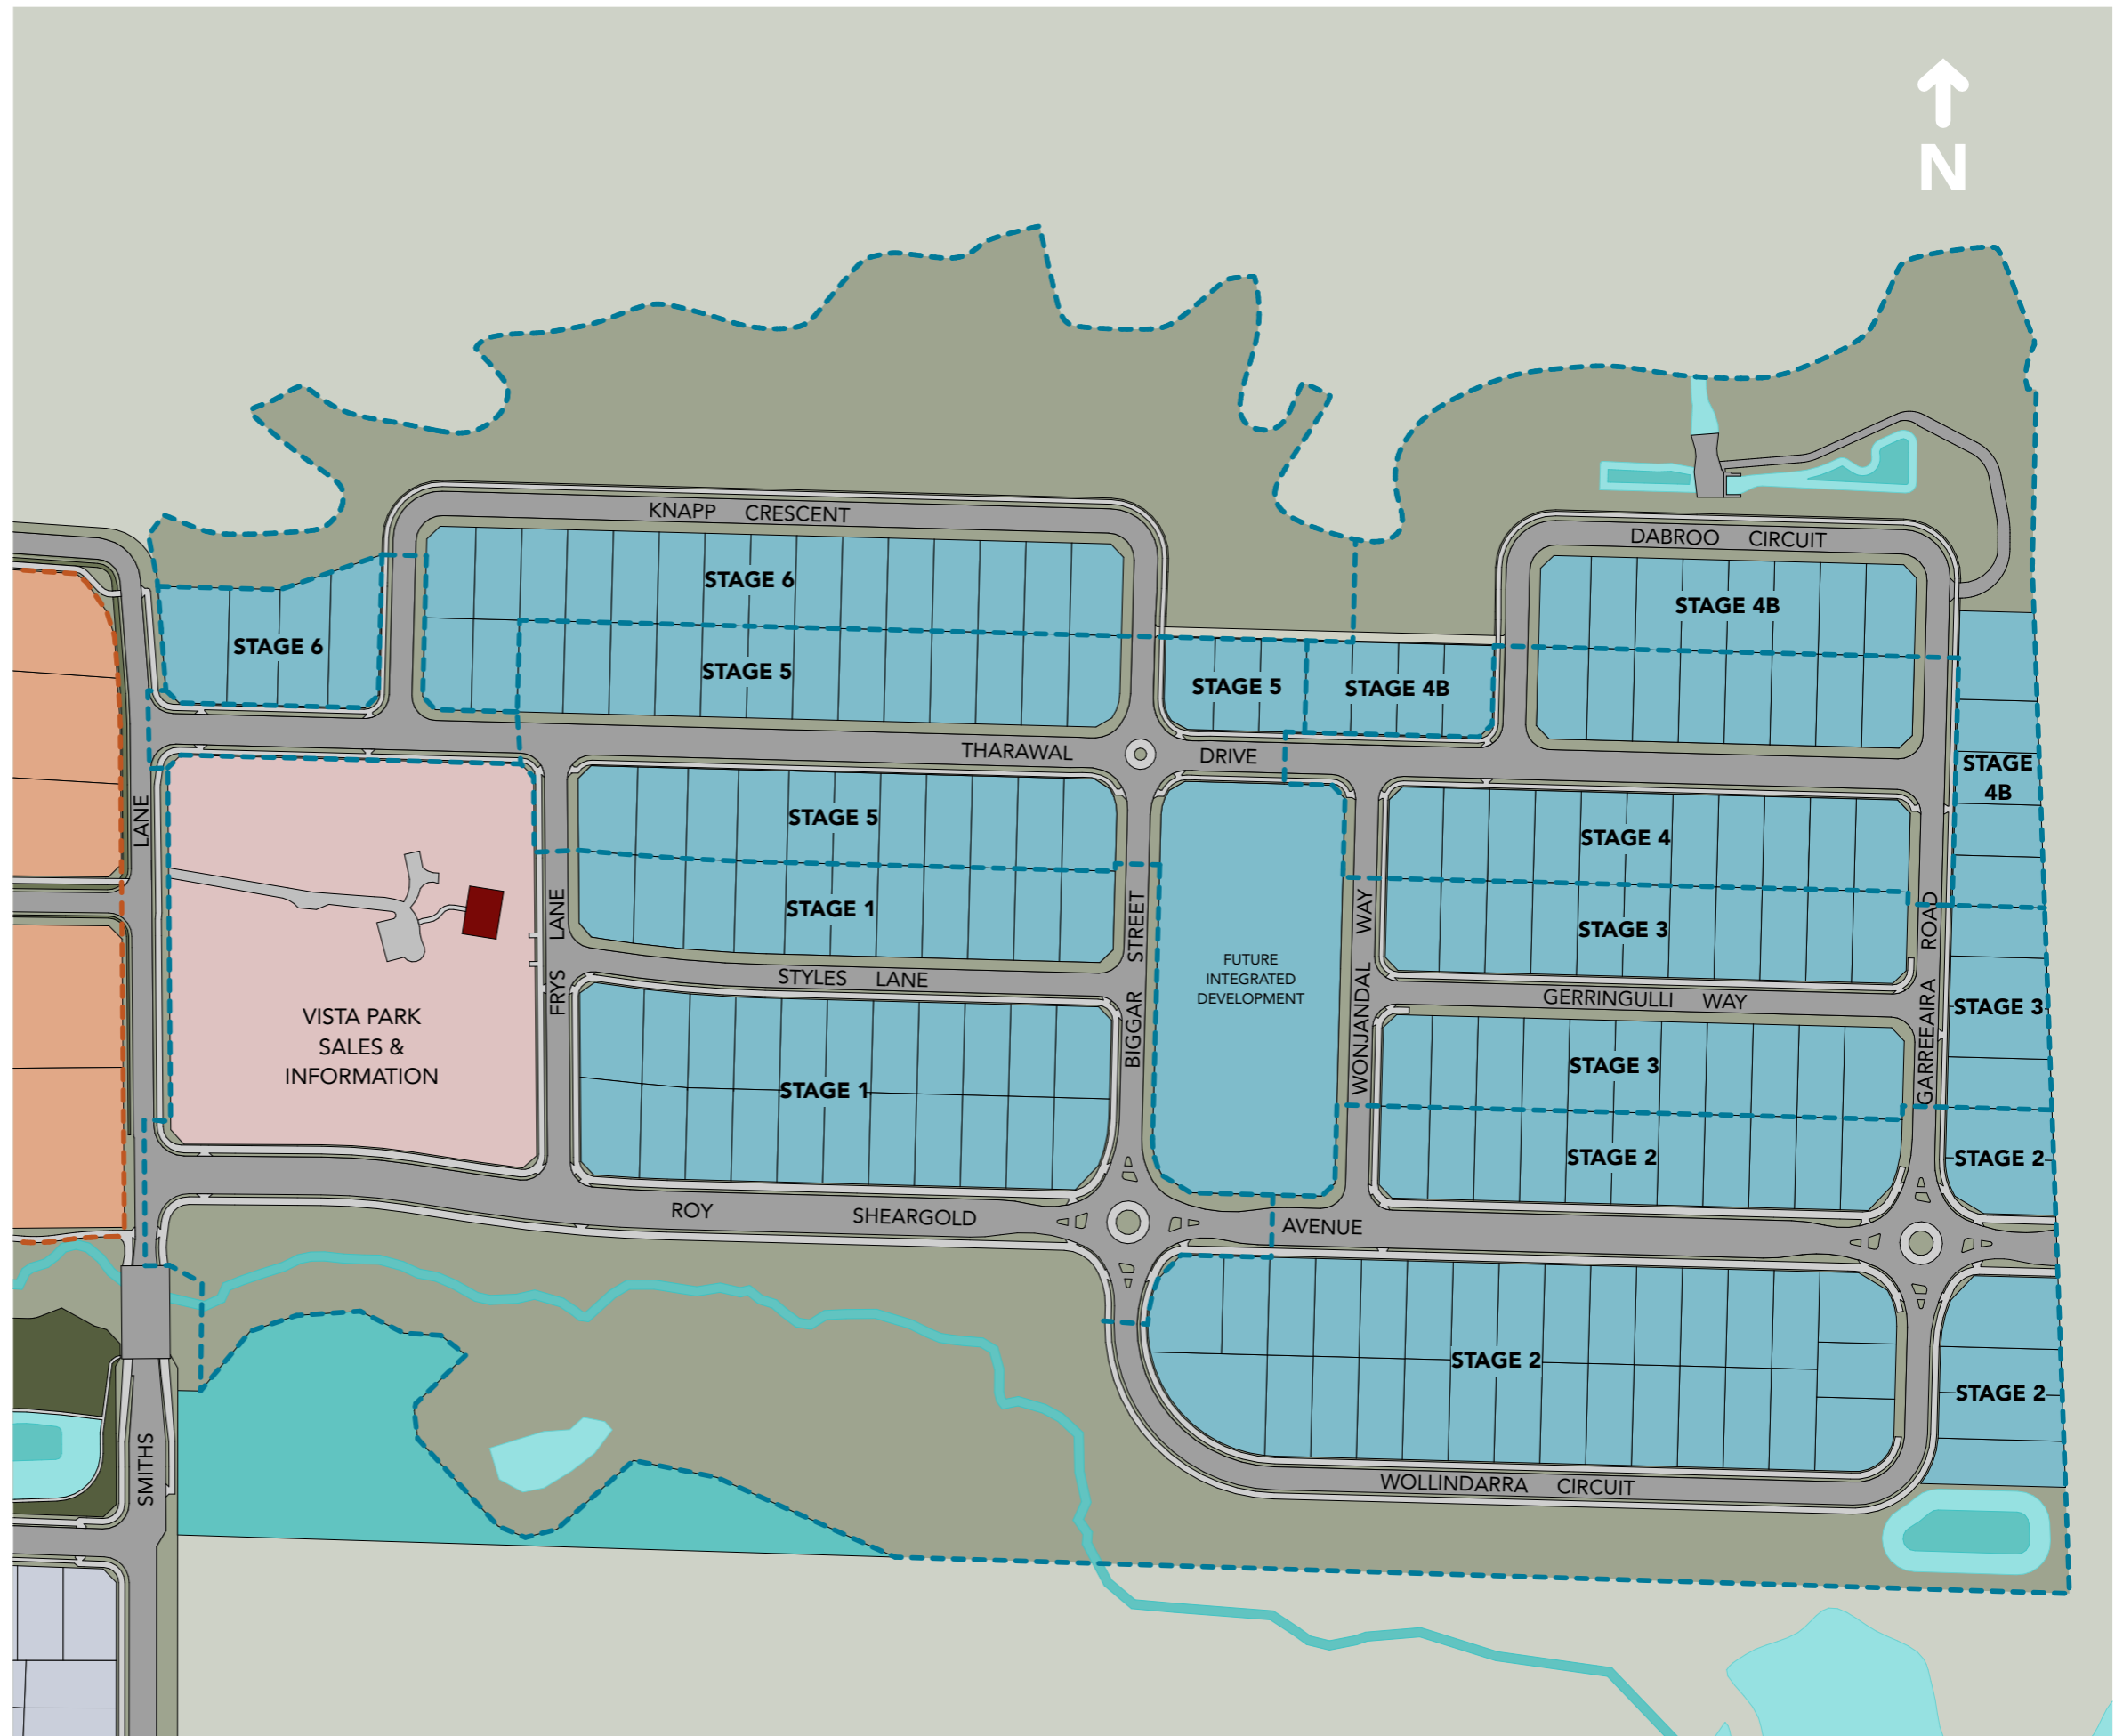 N
KNAPP CRESCENT
DABROO CIRCUIT
STAGE 6
STAGE 4B
STAGE 6
STAGE 5
STAGE 5
STAGE 4B
THARAWAL DRIVE
STAGE
4B
LANE
STAGE 5
STAGE 4
STAGE 1
STAGE 3
FRYS LANE
BIGGAR STREET
WONJANDAL WAY
GARREEAIRA ROAD
FUTURE
INTEGRATED
DEVELOPMENT
STYLES LANE
GERRINGULLI WAY
STAGE 3
VISTA PARK
SALES &
INFORMATION
STAGE 1
STAGE 3
STAGE 2
STAGE 2
ROY SHEARGOLD AVENUE
STAGE 2
STAGE 2
SMITHS
WOLLINDARRA CIRCUIT